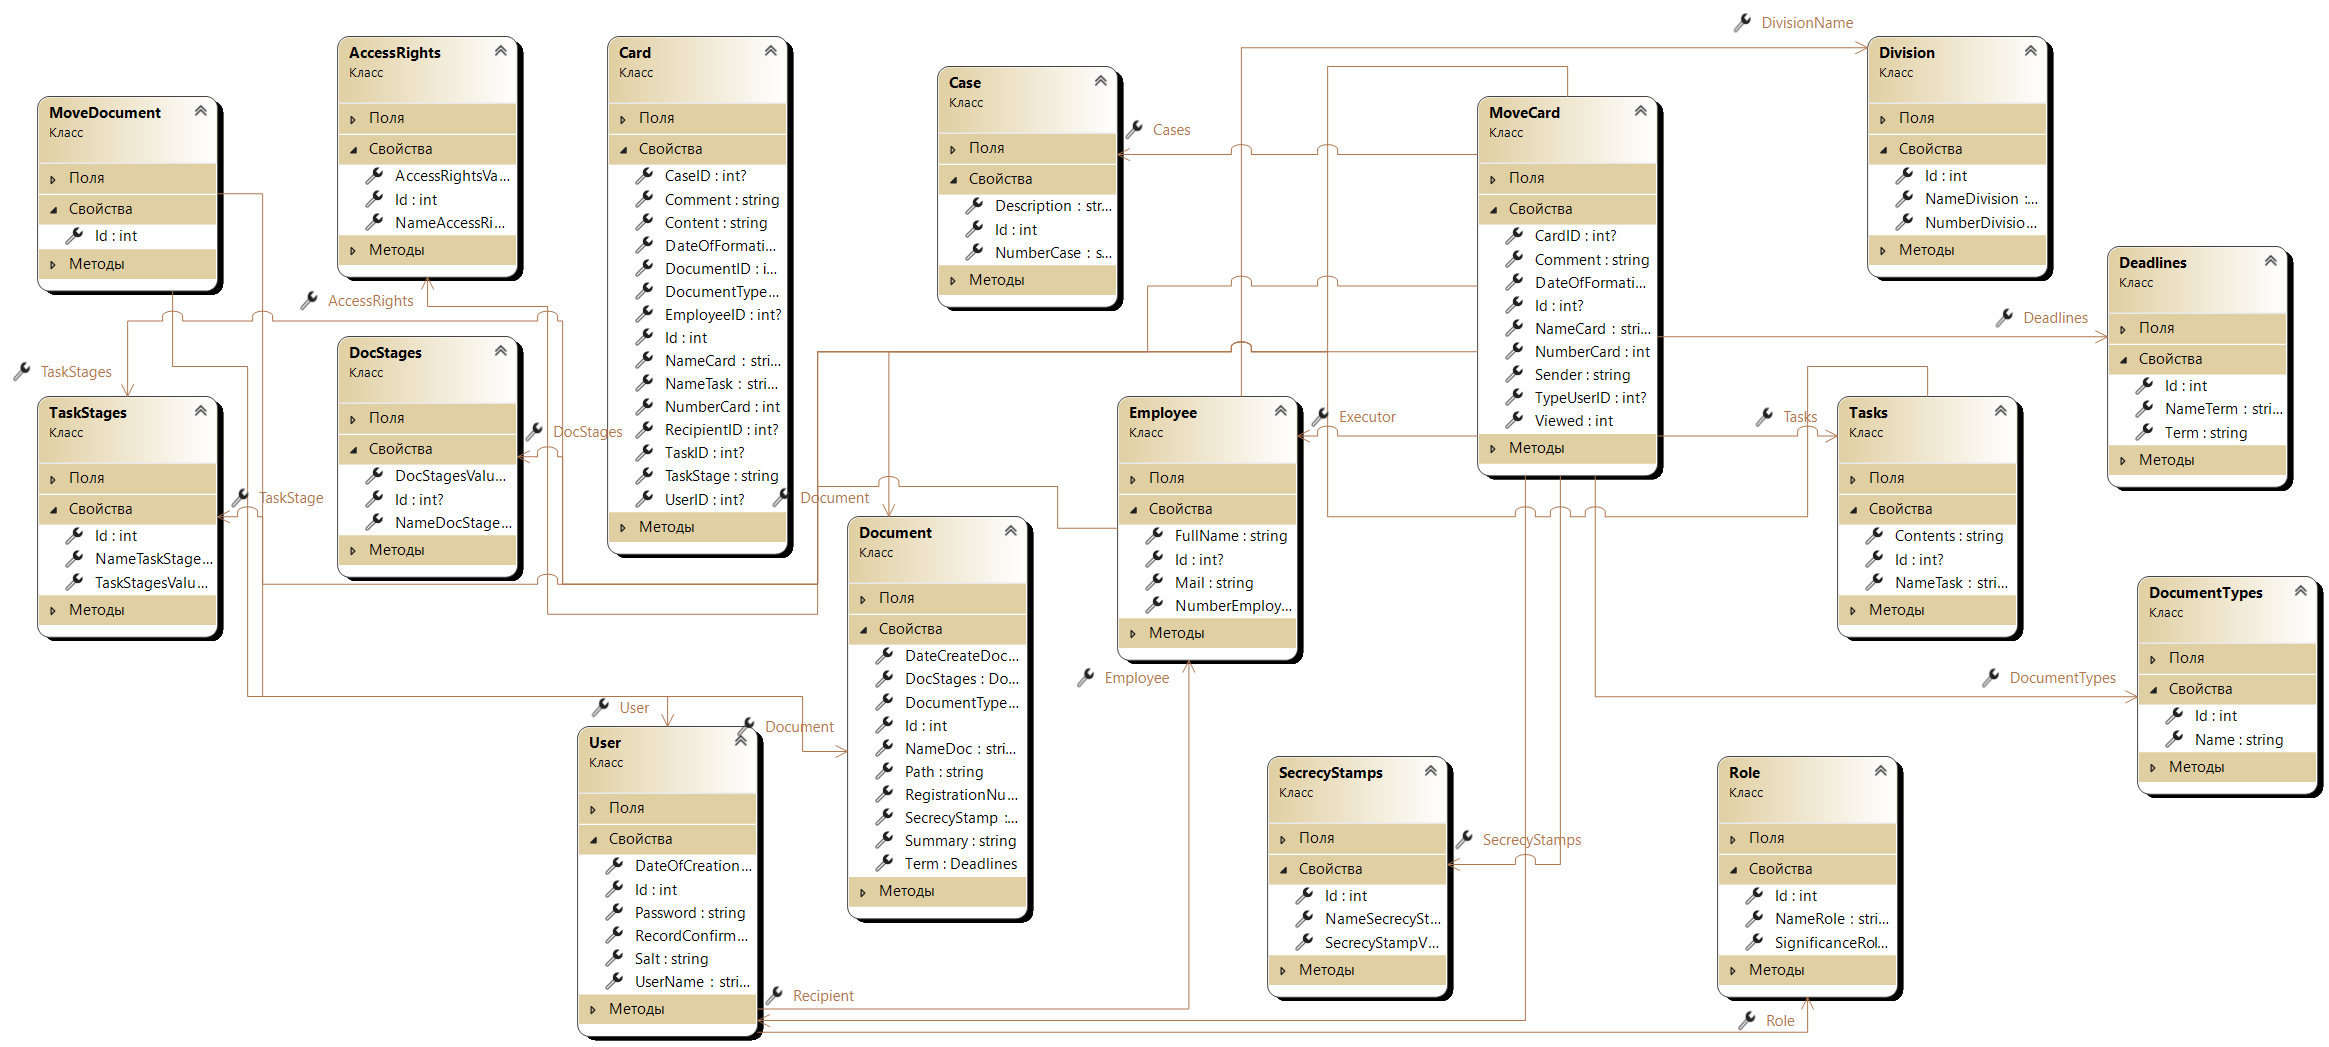 MoveDocument
Класс
Поля
Свойства
Id : int
Методы
AccessRights
Класс
Поля
Свойства
AccessRightsVa...
Id : int
NameAccessRi...
Методы
AccessRights
Card
Класс
Поля
Свойства
CaseID : int?
Comment : string
Content : string
DateOfFormati...
DocumentID : i...
DocumentType...
EmployeeID : int?
Id : int
NameCard : stri...
NameTask : stri...
NumberCard : int
RecipientID : int?
TaskID : int?
TaskStage : string
UserID : int?
Методы
Case
Класс
Поля
Свойства
Description : str...
Id : int
NumberCase : s...
Методы
Cases
MoveCard
Класс
Поля
Свойства
CardID : int?
Comment : string
DateOfFormati...
Id : int?
NameCard : stri...
NumberCard : int
Sender : string
TypeUserID : int?
Viewed : int
Методы
DivisionName
Division
Класс
Поля
Свойства
Id : int
NameDivision :...
NumberDivisio...
Методы
Deadlines
Deadlines
Класс
Поля
Свойства
Id : int
NameTerm : stri...
Term : string
Методы
TaskStages
TaskStages
Класс
Поля
Свойства
Id : int
NameTaskStage...
TaskStagesValu...
Методы
TaskStage
DocStages
Класс
Поля
Свойства
DocStagesValu...
Id : int?
NameDocStage...
Методы
DocStages
Document
Document
Класс
Поля
Свойства
DateCreateDoc...
DocStages : Do...
DocumentType...
Id : int
NameDoc : stri...
Path : string
RegistrationNu...
SecrecyStamp :...
Summary : string
Term : Deadlines
Методы
Employee
Класс
Поля
Свойства
FullName : string
Id : int?
Mail : string
NumberEmploy...
Методы
Executor
Employee
Tasks
Tasks
Класс
Поля
Свойства
Contents : string
Id : int?
NameTask : stri...
Методы
DocumentTypes
DocumentTypes
Класс
Поля
Свойства
Id : int
Name : string
Методы
User
Document
User
Класс
Поля
Свойства
DateOfCreation...
Id : int
Password : string
RecordConfirm...
Salt : string
UserName : stri...
Методы
Recipient
SecrecyStamps
Класс
Поля
Свойства
Id : int
NameSecrecySt...
SecrecyStampV...
Методы
SecrecyStamps
Role
Класс
Поля
Свойства
Id : int
NameRole : stri...
SignificanceRol...
Методы
Role